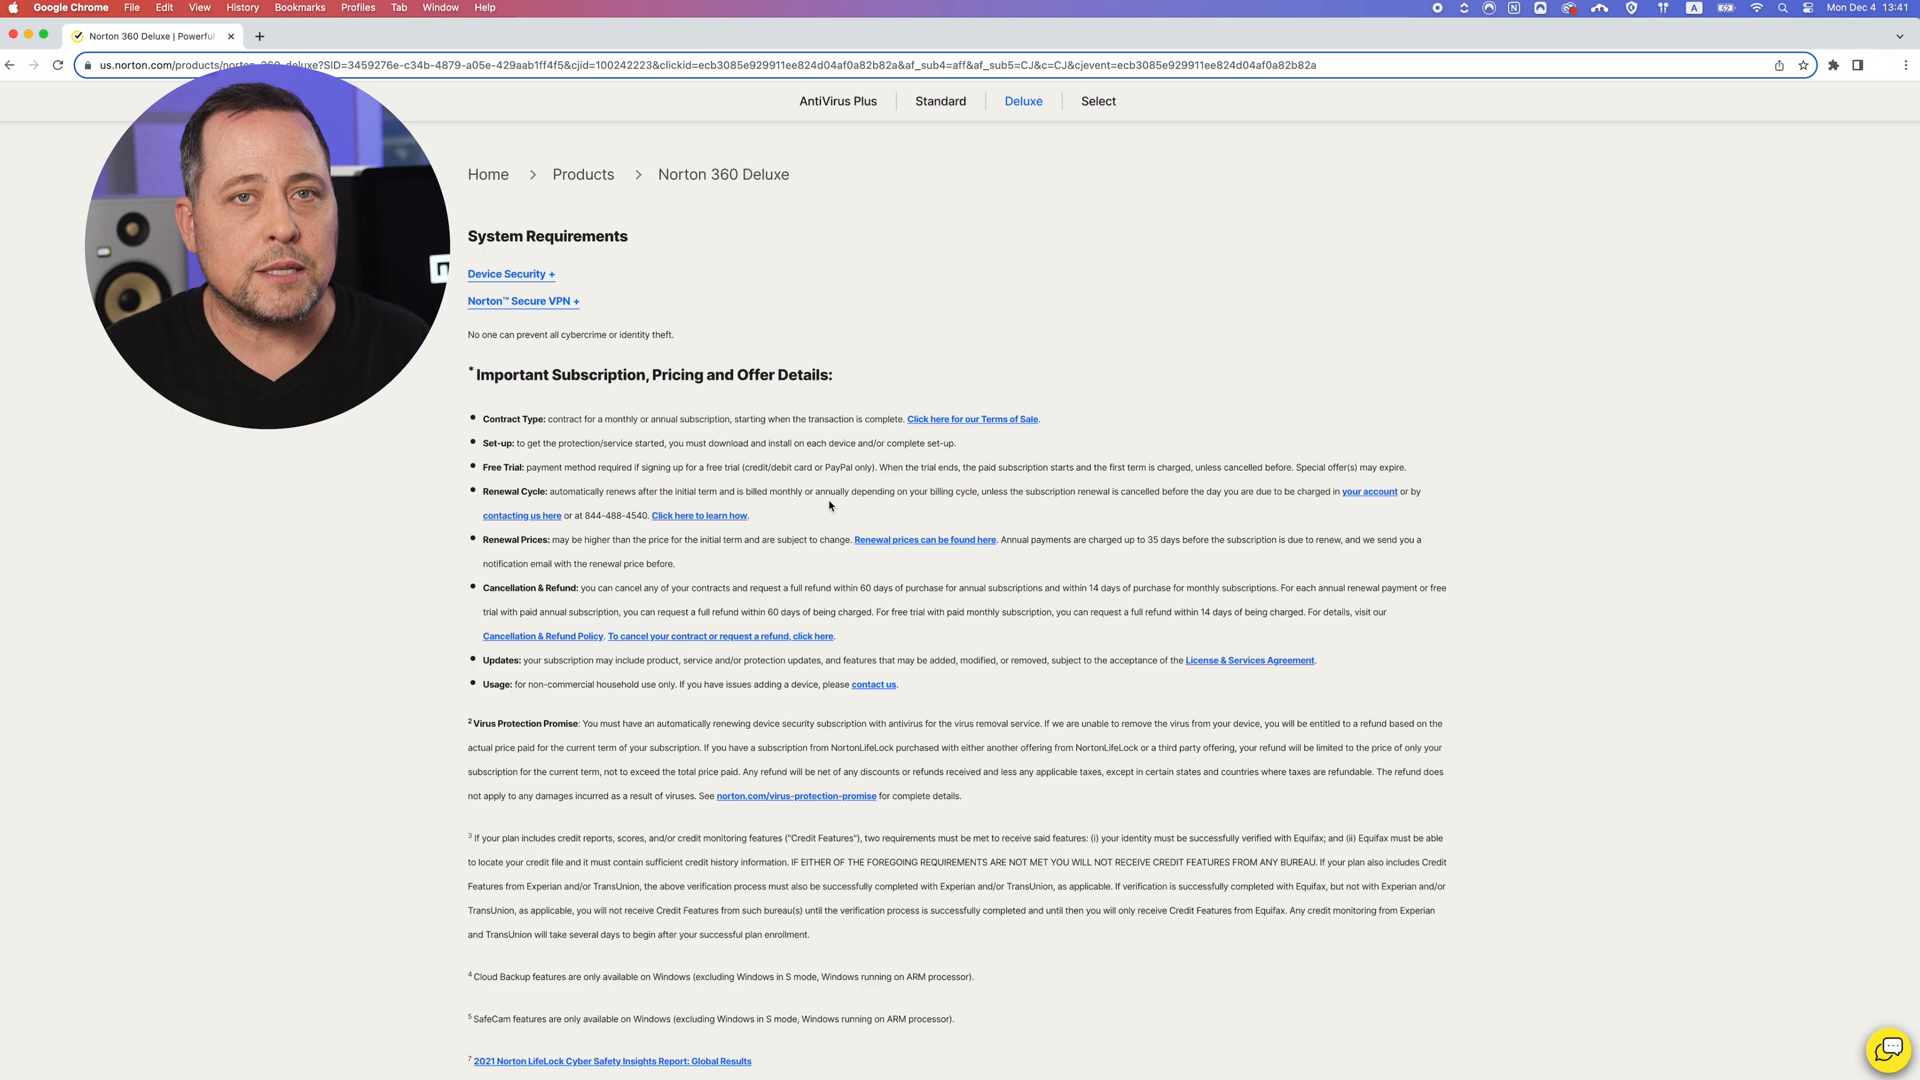 Google Chrome File Edit View History Bookmarks Profiles Tab Window Help
A Mon Dec 4 13:41
Norton 360 Deluxe | Powerful
us.norton.com/products/norton-360-deluxe?SID=3459276e-c34b-4879-a05e-429aab1ff4f5&cjid=100242223&clickid=ecb3085e929911ee824d04af0a82b82a&af_sub4=aff&af_sub5=CJ&c=CJ&cjevent=ecb3085e929911ee824d04af0a82b82a
AntiVirus Plus Standard Deluxe Select
Home > Products > Norton 360 Deluxe
System Requirements
Device Security +
Norton™ Secure VPN +
No one can prevent all cybercrime or identity theft.
* Important Subscription, Pricing and Offer Details:
• Contract Type: contract for a monthly or annual subscription, starting when the transaction is complete. Click here for our Terms of Sale.
• Set-up: to get the protection/service started, you must download and install on each device and/or complete set-up.
• Free Trial: payment method required if signing up for a free trial (credit/debit card or PayPal only). When the trial ends, the paid subscription starts and the first term is charged, unless cancelled before. Special offer(s) may expire.
• Renewal Cycle: automatically renews after the initial term and is billed monthly or annually depending on your billing cycle, unless the subscription renewal is cancelled before the day you are due to be charged in your account or by
contacting us here or at 844-488-4540. Click here to learn how.
• Renewal Prices: may be higher than the price for the initial term and are subject to change. Renewal prices can be found here. Annual payments are charged up to 35 days before the subscription is due to renew, and we send you a
notification email with the renewal price before.
• Cancellation & Refund: you can cancel any of your contracts and request a full refund within 60 days of purchase for annual subscriptions and within 14 days of purchase for monthly subscriptions. For each annual renewal payment or free
trial with paid annual subscription, you can request a full refund within 60 days of being charged. For free trial with paid monthly subscription, you can request a full refund within 14 days of being charged. For details, visit our
Cancellation & Refund Policy. To cancel your contract or request a refund, click here.
• Updates: your subscription may include product, service and/or protection updates, and features that may be added, modified, or removed, subject to the acceptance of the License & Services Agreement.
• Usage: for non-commercial household use only. If you have issues adding a device, please contact us.
2 Virus Protection Promise: You must have an automatically renewing device security subscription with antivirus for the virus removal service. If we are unable to remove the virus from your device, you will be entitled to a refund based on the
actual price paid for the current term of your subscription. If you have a subscription from NortonLifeLock purchased with either another offering from NortonLifeLock or a third party offering, your refund will be limited to the price of only your
subscription for the current term, not to exceed the total price paid. Any refund will be net of any discounts or refunds received and less any applicable taxes, except in certain states and countries where taxes are refundable. The refund does
not apply to any damages incurred as a result of viruses. See norton.com/virus-protection-promise for complete details.
3 If your plan includes credit reports, scores, and/or credit monitoring features ("Credit Features"), two requirements must be met to receive said features: (i) your identity must be successfully verified with Equifax; and (ii) Equifax must be able
to locate your credit file and it must contain sufficient credit history information. IF EITHER OF THE FOREGOING REQUIREMENTS ARE NOT MET YOU WILL NOT RECEIVE CREDIT FEATURES FROM ANY BUREAU. If your plan also includes Credit
Features from Experian and/or TransUnion, the above verification process must also be successfully completed with Experian and/or TransUnion, as applicable. If verification is successfully completed with Equifax, but not with Experian and/or
TransUnion, as applicable, you will not receive Credit Features from such bureau(s) until the verification process is successfully completed and until then you will only receive Credit Features from Equifax. Any credit monitoring from Experian
and TransUnion will take several days to begin after your successful plan enrollment.
4 Cloud Backup features are only available on Windows (excluding Windows in S mode, Windows running on ARM processor).
5 SafeCam features are only available on Windows (excluding Windows in S mode, Windows running on ARM processor).
7 2021 Norton LifeLock Cyber Safety Insights Report: Global Results